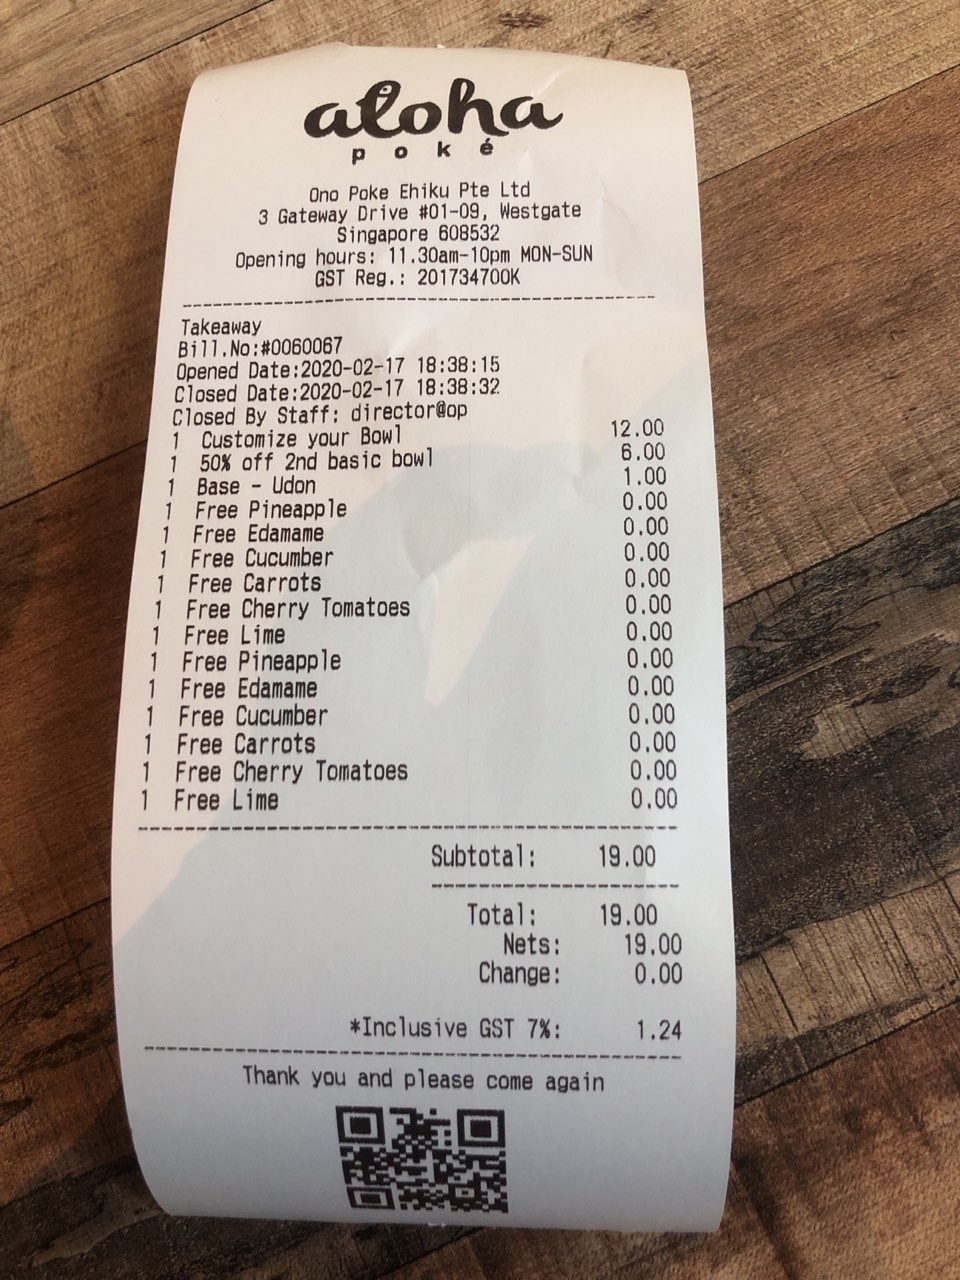 aloha
poké
Ono Poke Ehiku Pte Ltd
3 Gateway Drive #01-09, Westgate
Singapore 608532
Opening hours: 11.30am-10pm MON-SUN
GST Reg.: 201734700K
Takeaway
Bill.No:#0060067
Opened Date:2020-02-17 18:38:15
Closed Date:2020-02-17 18:38:32
Closed By Staff: director@op
1 Customize your Bowl 12.00
1 50% off 2nd basic bowl 6.00
1 Base - Udon 1.00
1 Free Pineapple 0.00
1 Free Edamame 0.00
1 Free Cucumber 0.00
1 Free Carrots 0.00
1 Free Cherry Tomatoes 0.00
1 Free Lime 0.00
1 Free Pineapple 0.00
1 Free Edamame 0.00
1 Free Cucumber 0.00
1 Free Carrots 0.00
1 Free Cherry Tomatoes 0.00
1 Free Lime 0.00
Subtotal: 19.00
Total: 19.00
Nets: 19.00
Change: 0.00
*Inclusive GST 7%: 1.24
Thank you and please come again